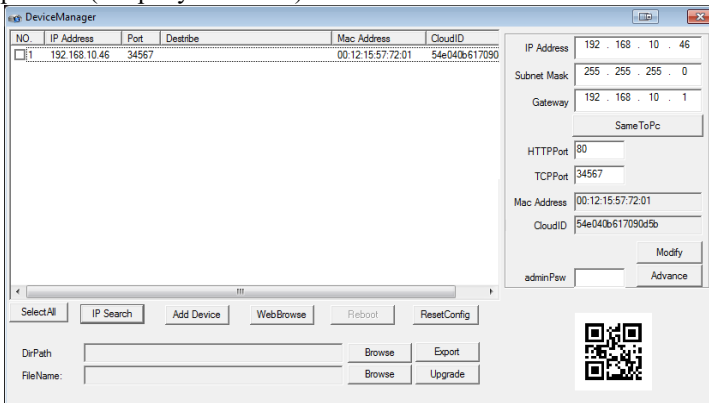 DeviceManager
NO. IP Address Port Destribe Mac Address CloudID
1 192.168.10.46 34567 00:12:15:57:72:01 54e040b617090
IP Address 192 . 168 . 10 . 46
Subnet Mask 255 . 255 . 255 . 0
Gateway 192 . 168 . 10 . 1
SameToPc
HTTPPort 80
TCPPort 34567
Mac Address 00:12:15:57:72:01
CloudID 54e040b617090d5b
Modify
adminPsw Advance
SelectAll IP Search Add Device WebBrowse Reboot ResetConfig
DirPath Browse Export
FileName: Browse Upgrade